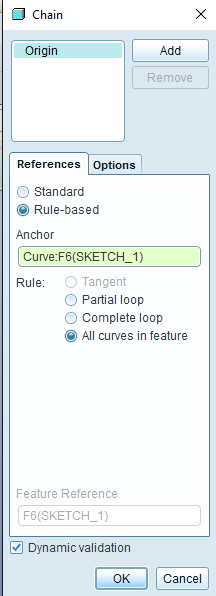 Chain
Origin
Add
Remove
References Options
Standard
Rule-based
Anchor
Curve:F6(SKETCH_1)
Rule: Tangent
Partial loop
Complete loop
All curves in feature
Feature Reference
F6(SKETCH_1)
Dynamic validation
OK Cancel